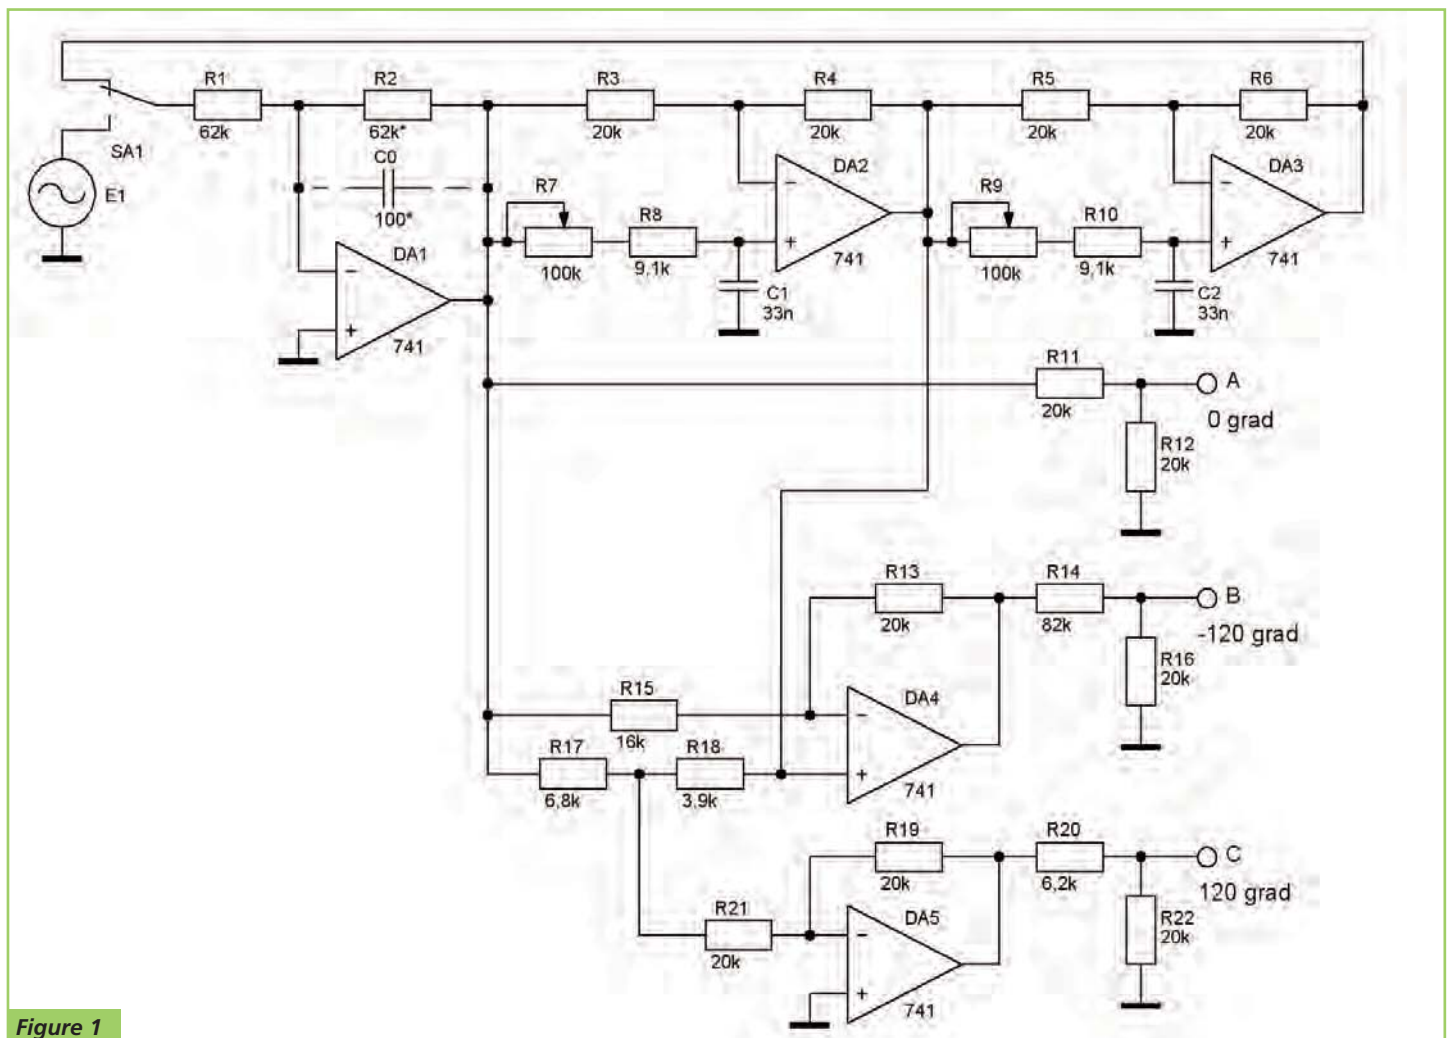 R1
R2
R3
R4
R5
R6
62k
62k*
20k
20k
20k
20k
SA1
C0
DA2
DA3
E1
100*
R7
R8
R9
R10
DA1
100k
9,1k
741
100k
9,1k
741
C1
33n
C2
33n
741
R11
A
20k
0 grad
R12
20k
R13
R14
B
20k
82k
-120 grad
R16
20k
R15
DA4
16k
R17
R18
6,8k
3,9k
741
R19
R20
C
20k
6,2k
120 grad
R21
DA5
R22
20k
20k
741
Figure 1